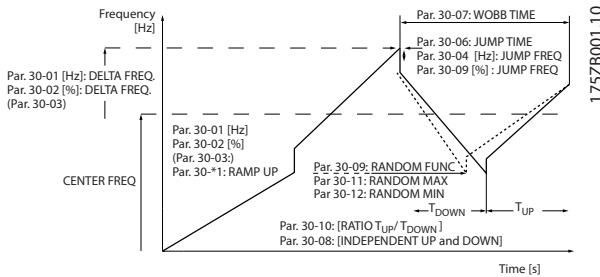 Frequency
[Hz]
Par. 30-07: WOBB TIME
Par. 30-06: JUMP TIME
Par. 30-04 [Hz]: JUMP FREQ
Par. 30-09 [%] : JUMP FREQ
175ZB001.10
Par. 30-01 [Hz]: DELTA FREQ.
Par. 30-02 [%]: DELTA FREQ.
(Par. 30-03)
Par. 30-01 [Hz]
Par. 30-02 [%]
(Par. 30-03:)
Par. 30-*1: RAMP UP
CENTER FREQ
Par. 30-09: RANDOM FUNC
Par 30-11: RANDOM MAX
Par 30-12: RANDOM MIN
TDOWN
TUP
Par. 30-10: [RATIO TUP/ TDOWN ]
Par. 30-08: [INDEPENDENT UP and DOWN]
Time [s]